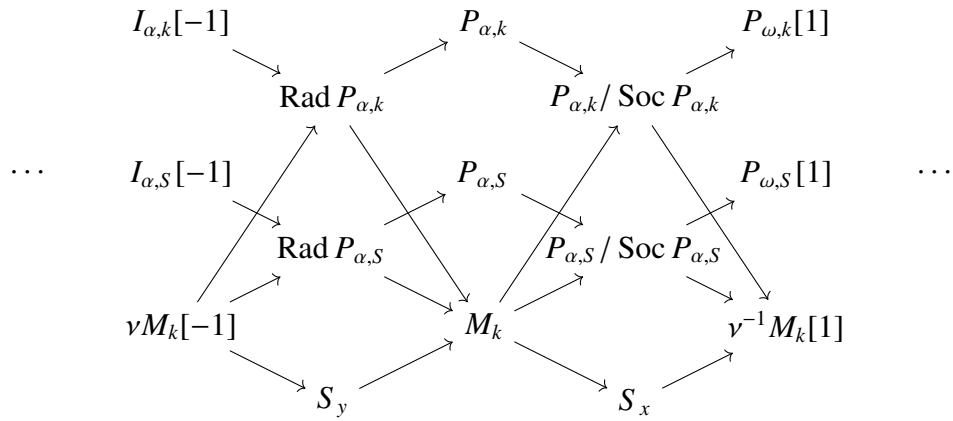 I_{α,k}[−1] P_{α,k} P_{ω,k}[1]
Rad P_{α,k} P_{α,k}/ Soc P_{α,k}
⋯ I_{α,S}[−1] P_{α,S} P_{ω,S}[1] ⋯
Rad P_{α,S} P_{α,S}/ Soc P_{α,S}
νM_k[−1] M_k ν^{−1}M_k[1]
S_y S_x